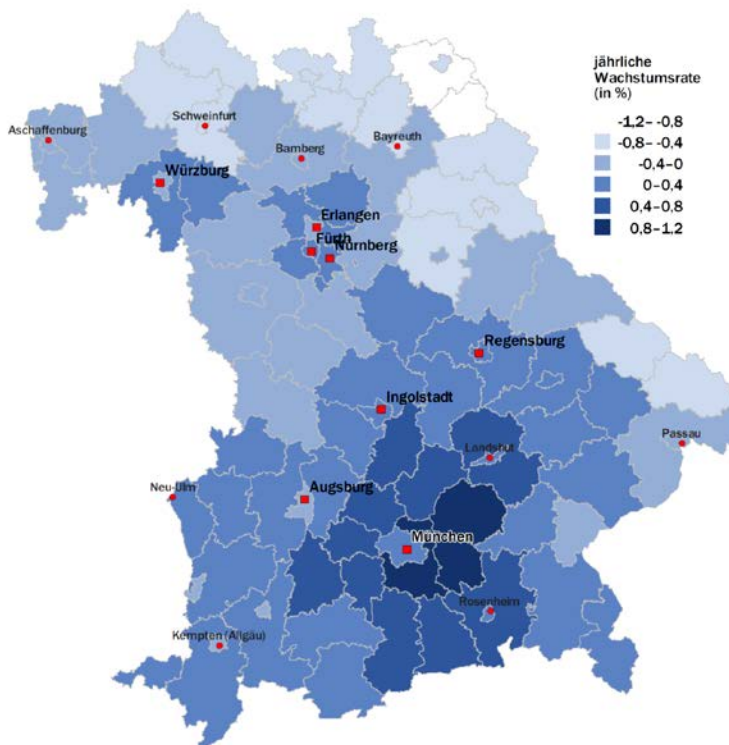 jährliche
Wachstumsrate
(in %)
-1,2– -0,8
-0,8– -0,4
-0,4–0
0–0,4
0,4–0,8
0,8–1,2
Schweinfurt
Aschaffenburg
Bayreuth
Bamberg
Würzburg
Erlangen
Fürth
Nürnberg
Regensburg
Ingolstadt
Passau
Landshut
Neu-Ulm
Augsburg
München
Rosenheim
Kempten (Allgäu)